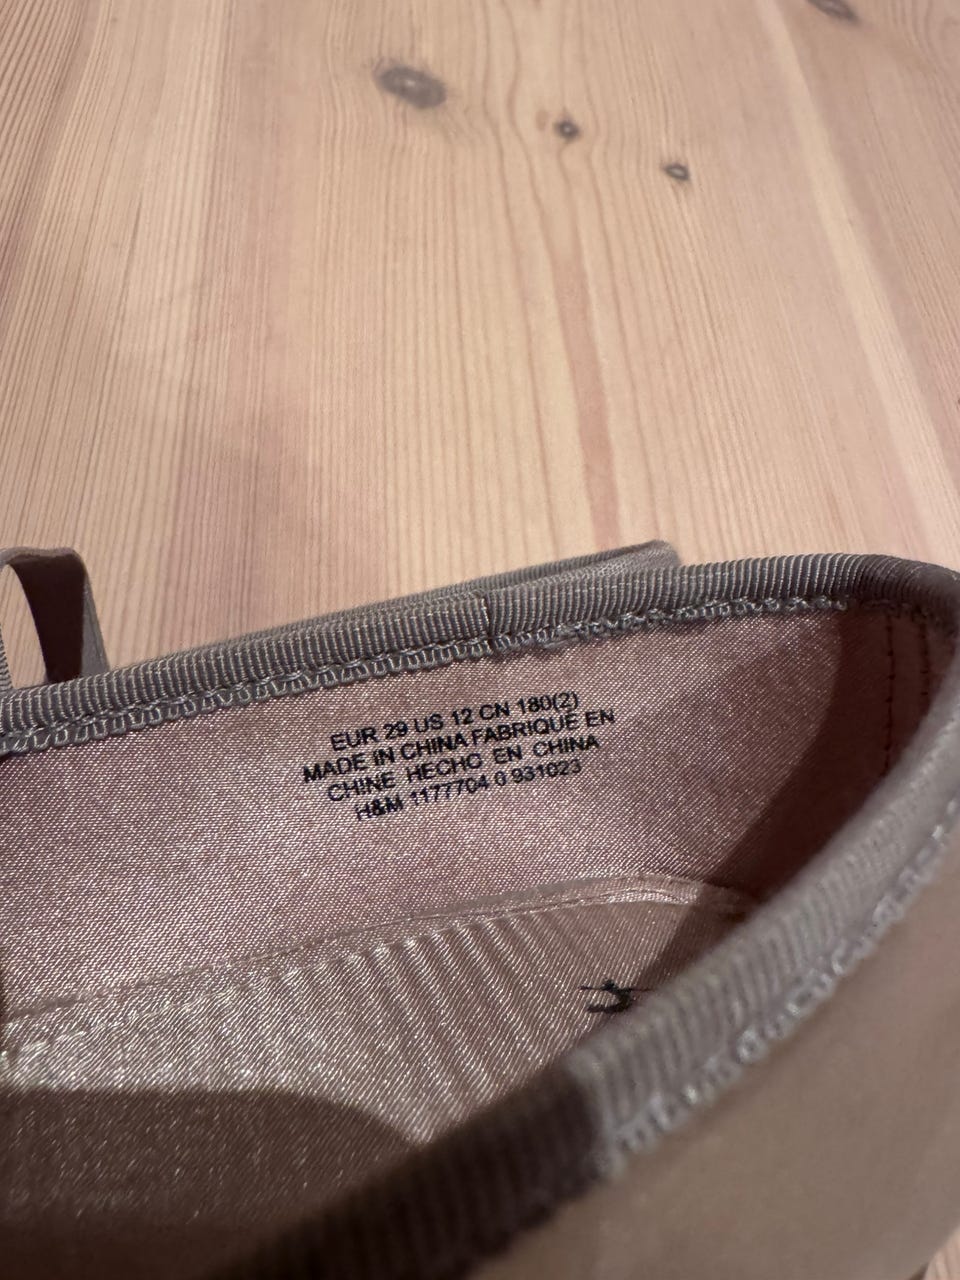 EUR 29 US 12 CN 180(2)
MADE IN CHINA FABRIQUÉ EN
CHINE HECHO EN CHINA
H&M 1177704 0 931023